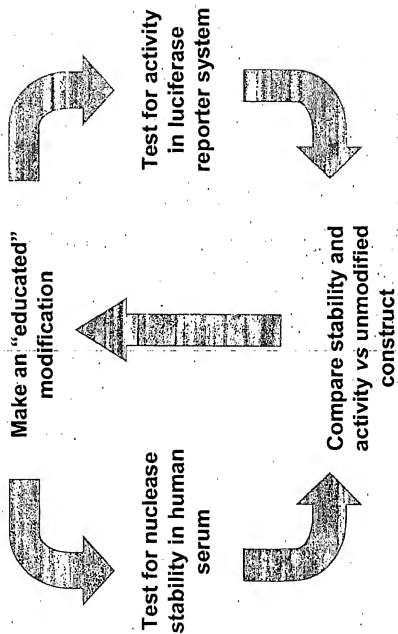 Make an "educated"
modification
Test for nuclease
stability in human
serum
Test for activity
in luciferase
reporter system
Compare stability and
activity vs unmodified
construct